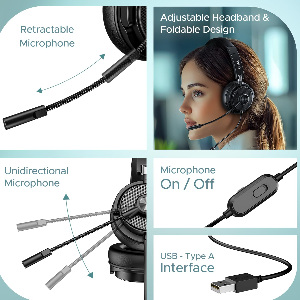 Retractable
Microphone
Adjustable Headband &
Foldable Design
Unidirectional
Microphone
Microphone
On / Off
USB - Type A
Interface